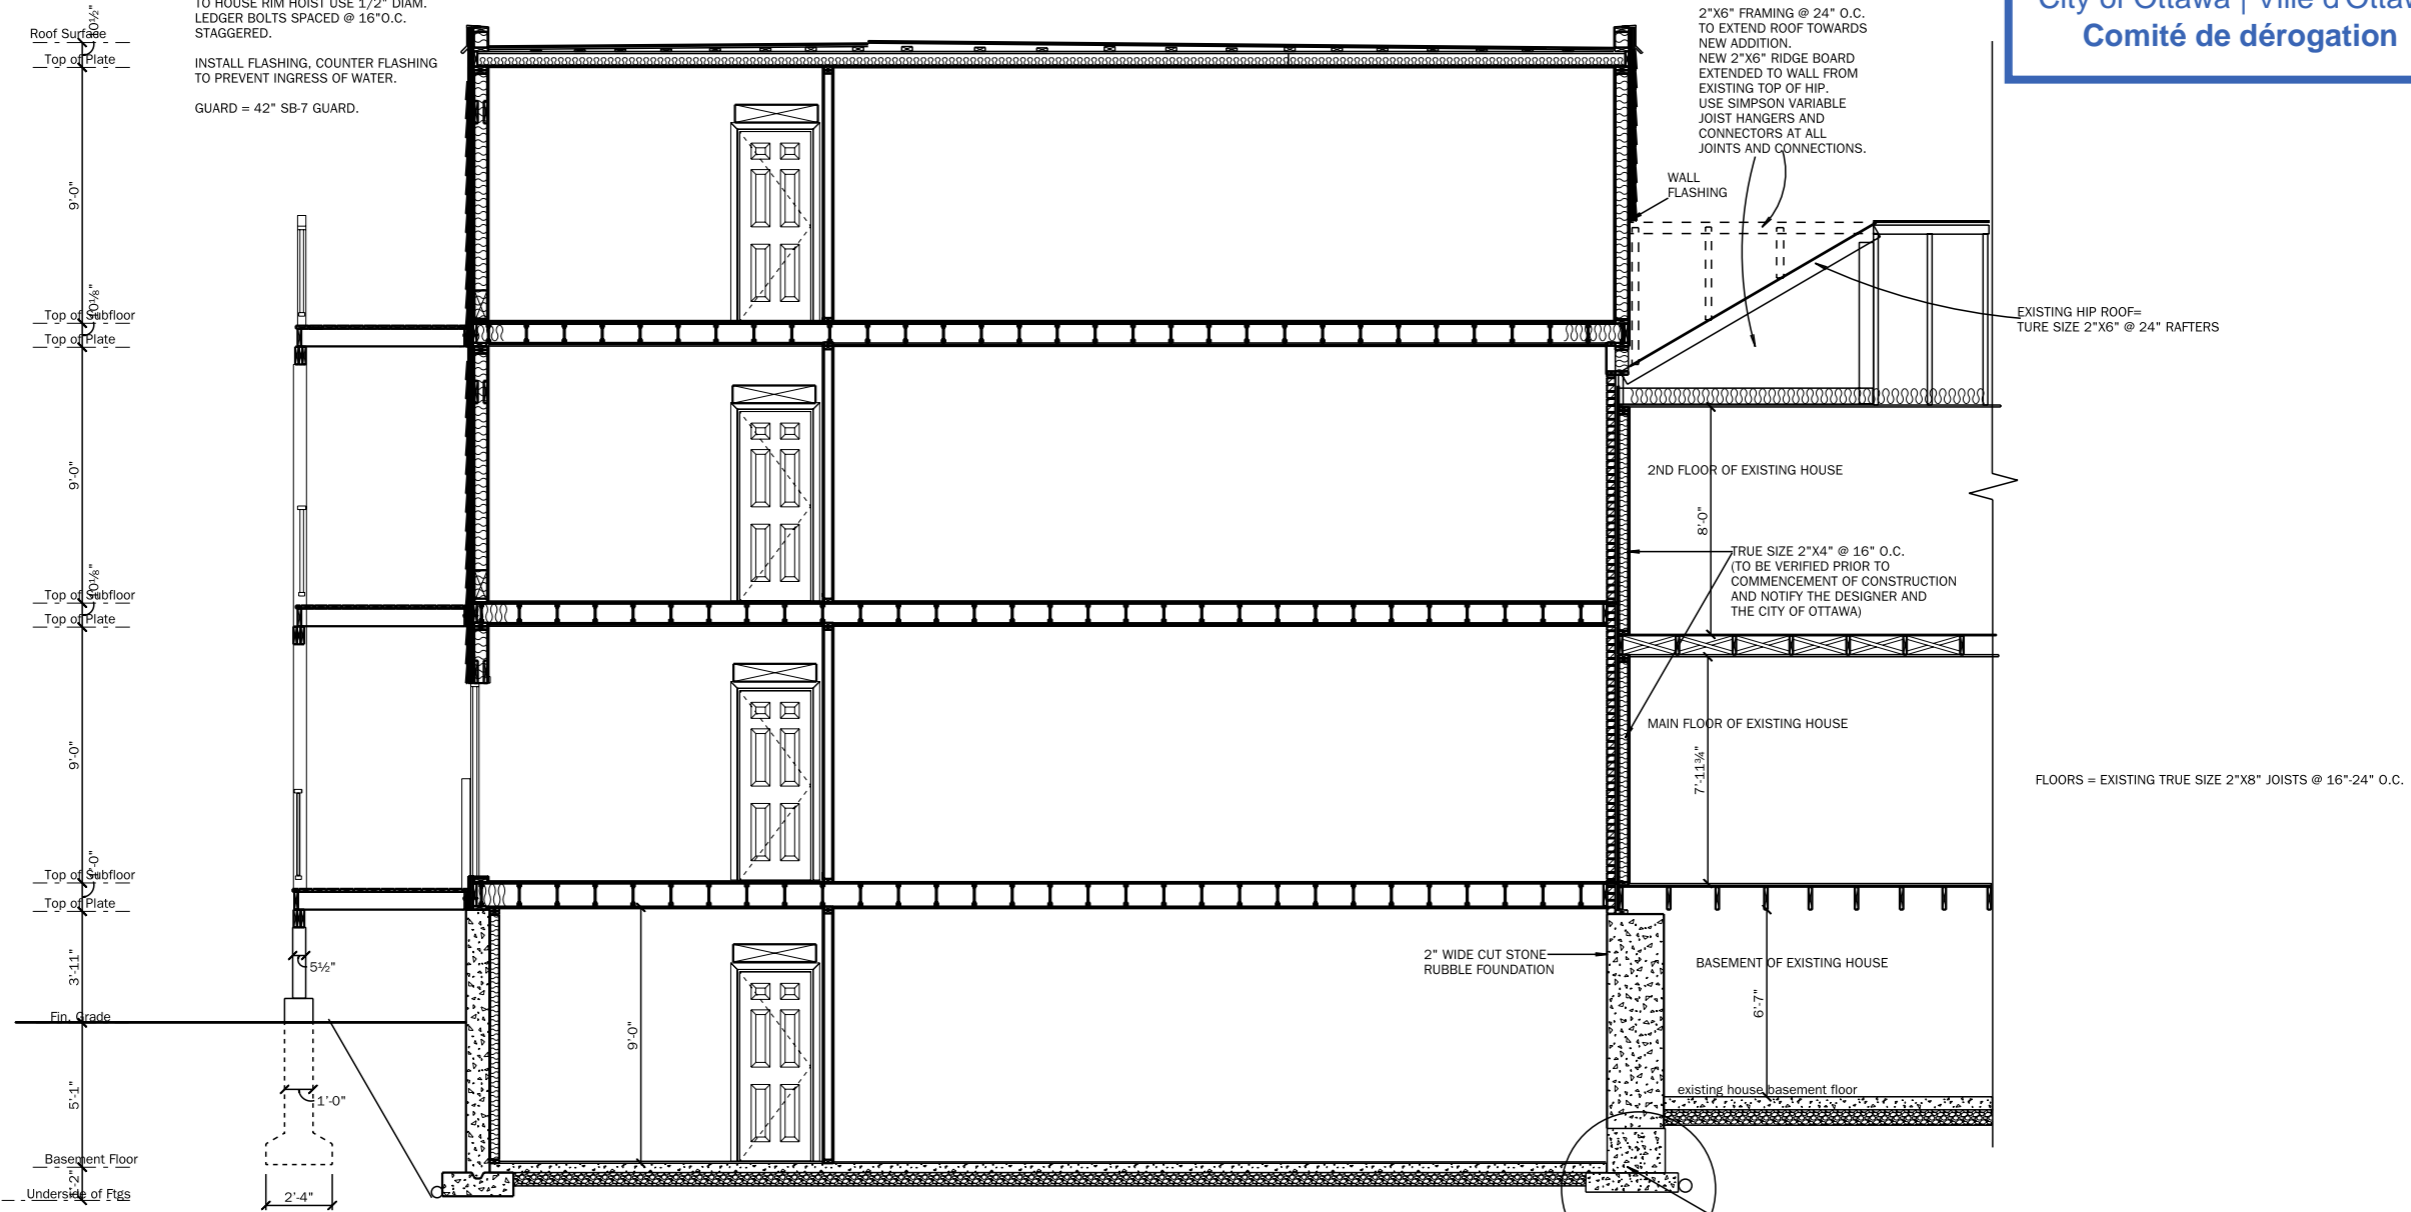 TO HOUSE RIM HOIST USE 1/2" DIAM.
LEDGER BOLTS SPACED @ 16"O.C.
STAGGERED.
INSTALL FLASHING, COUNTER FLASHING
TO PREVENT INGRESS OF WATER.
GUARD = 42" SB-7 GUARD.
2"X6" FRAMING @ 24" O.C.
TO EXTEND ROOF TOWARDS
NEW ADDITION.
NEW 2"X6" RIDGE BOARD
EXTENDED TO WALL FROM
EXISTING TOP OF HIP.
USE SIMPSON VARIABLE
JOIST HANGERS AND
CONNECTORS AT ALL
JOINTS AND CONNECTIONS.
City of Ottawa | Ville d'Ottaw
Comité de dérogation
Roof Surface
Top of Plate
9'-0"
Top of Subfloor
10⅛"
Top of Plate
9'-0"
Top of Subfloor
10⅛"
Top of Plate
9'-0"
Top of Subfloor
Top of Plate
3'-11"
Fin. Grade
5'-1"
Basement Floor
Underside of Ftgs
5½"
1'-0"
2'-4"
9'-0"
WALL
FLASHING
EXISTING HIP ROOF=
TURE SIZE 2"X6" @ 24" RAFTERS
2ND FLOOR OF EXISTING HOUSE
8'-0"
TRUE SIZE 2"X4" @ 16" O.C.
(TO BE VERIFIED PRIOR TO
COMMENCEMENT OF CONSTRUCTION
AND NOTIFY THE DESIGNER AND
THE CITY OF OTTAWA)
MAIN FLOOR OF EXISTING HOUSE
7'-11¾"
FLOORS = EXISTING TRUE SIZE 2"X8" JOISTS @ 16"-24" O.C.
2" WIDE CUT STONE
RUBBLE FOUNDATION
BASEMENT OF EXISTING HOUSE
6'-7"
existing house basement floor